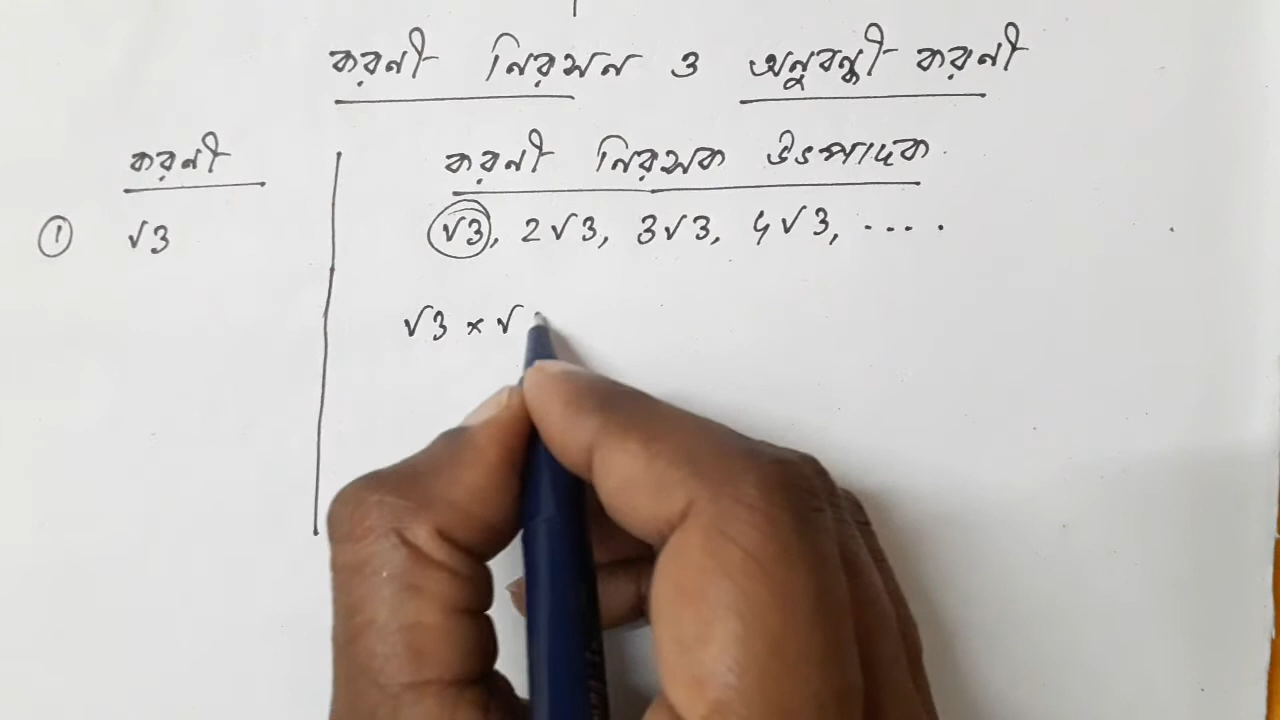 করণী নিরসন ও অনুবন্ধী করণী
করণী
করণী নিরসক উৎপাদক
① √3
√3, 2√3, 3√3, 4√3, ....
√3 × √